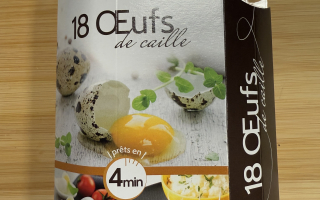 18 Œufs
de caille
prêts en
4min
18 Œufs
de caille